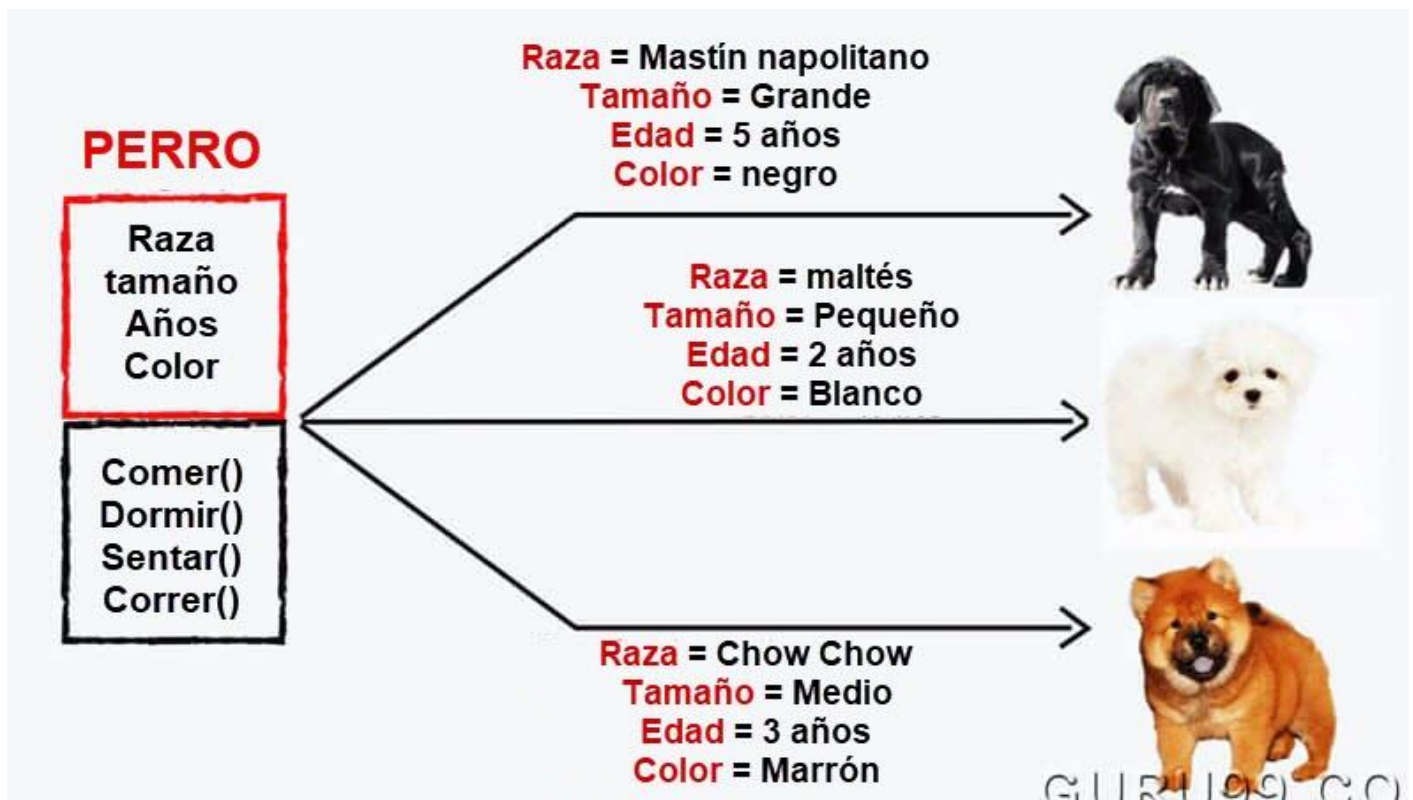 PERRO
Raza
tamaño
Años
Color
Comer()
Dormir()
Sentar()
Correr()
Raza = Mastín napolitano
Tamaño = Grande
Edad = 5 años
Color = negro
Raza = maltés
Tamaño = Pequeño
Edad = 2 años
Color = Blanco
Raza = Chow Chow
Tamaño = Medio
Edad = 3 años
Color = Marrón
GURU99.CO